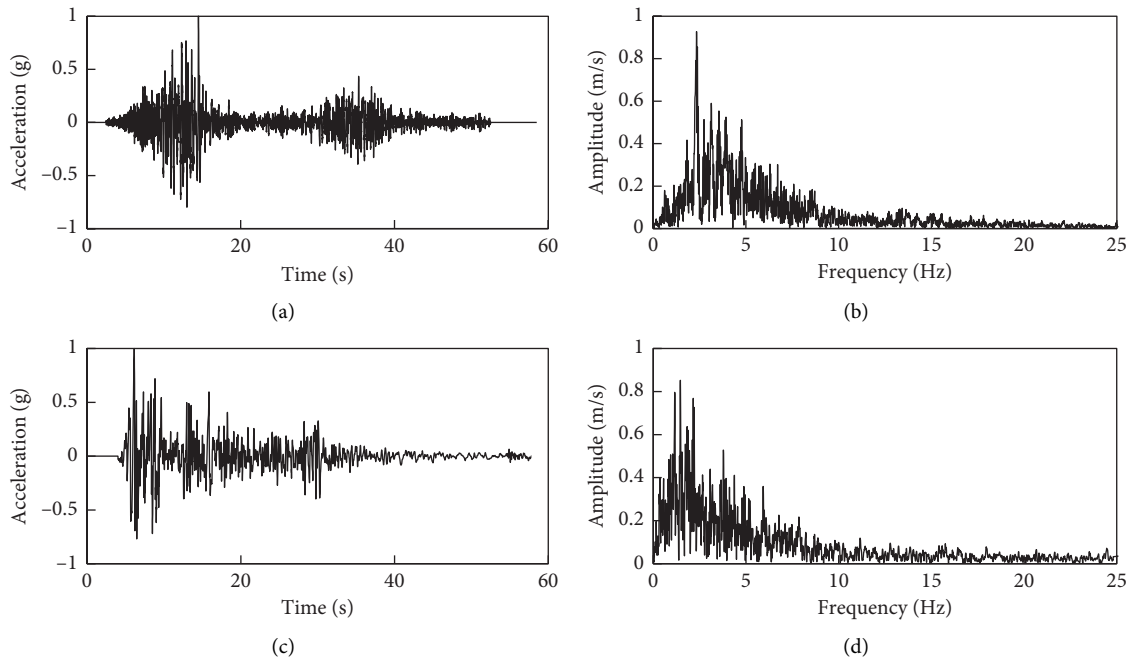 1
0.5
0
−0.5
−1
Acceleration (g)
0 20 40 60
Time (s)
(a)
1
0.8
0.6
0.4
0.2
0
Amplitude (m/s)
0 5 10 15 20 25
Frequency (Hz)
(b)
1
0.5
0
−0.5
−1
Acceleration (g)
0 20 40 60
Time (s)
(c)
1
0.8
0.6
0.4
0.2
0
Amplitude (m/s)
0 5 10 15 20 25
Frequency (Hz)
(d)